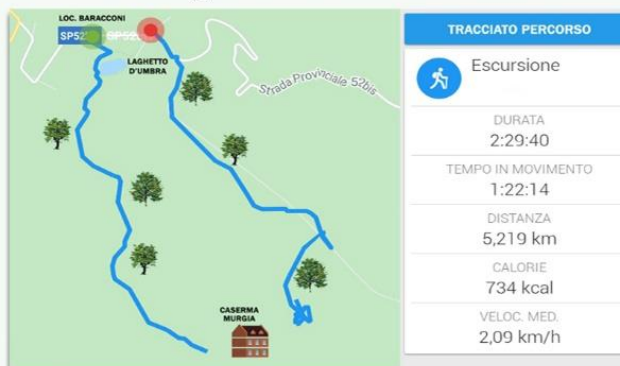 LOC. BARACCONI
SP52
LAGHETTO
D'UMBRA
Strada Provinciale 52bis
CASERMA
MURGIA
TRACCIATO PERCORSO
Escursione
DURATA
2:29:40
TEMPO IN MOVIMENTO
1:22:14
DISTANZA
5,219 km
CALORIE
734 kcal
VELOC. MED.
2,09 km/h